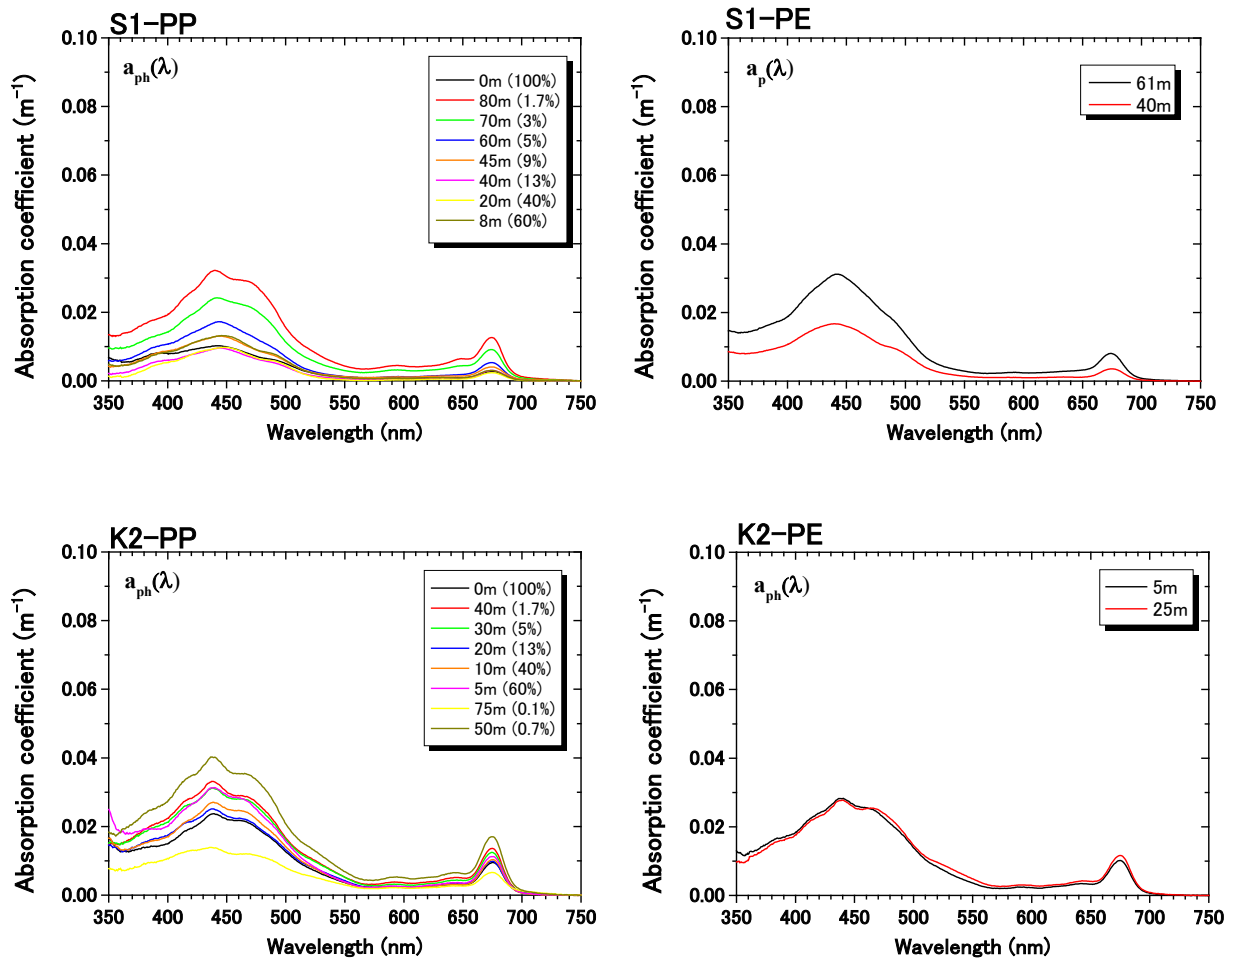 S1-PP
a_ph(λ)
0m (100%)
80m (1.7%)
70m (3%)
60m (5%)
45m (9%)
40m (13%)
20m (40%)
8m (60%)
Absorption coefficient (m⁻¹)
0.10
0.08
0.06
0.04
0.02
0.00
350 400 450 500 550 600 650 700 750
Wavelength (nm)
S1-PE
a_p(λ)
61m
40m
Absorption coefficient (m⁻¹)
0.10
0.08
0.06
0.04
0.02
0.00
350 400 450 500 550 600 650 700 750
Wavelength (nm)
K2-PP
a_ph(λ)
0m (100%)
40m (1.7%)
30m (5%)
20m (13%)
10m (40%)
5m (60%)
75m (0.1%)
50m (0.7%)
Absorption coefficient (m⁻¹)
0.10
0.08
0.06
0.04
0.02
0.00
350 400 450 500 550 600 650 700 750
Wavelength (nm)
K2-PE
a_ph(λ)
5m
25m
Absorption coefficient (m⁻¹)
0.10
0.08
0.06
0.04
0.02
0.00
350 400 450 500 550 600 650 700 750
Wavelength (nm)